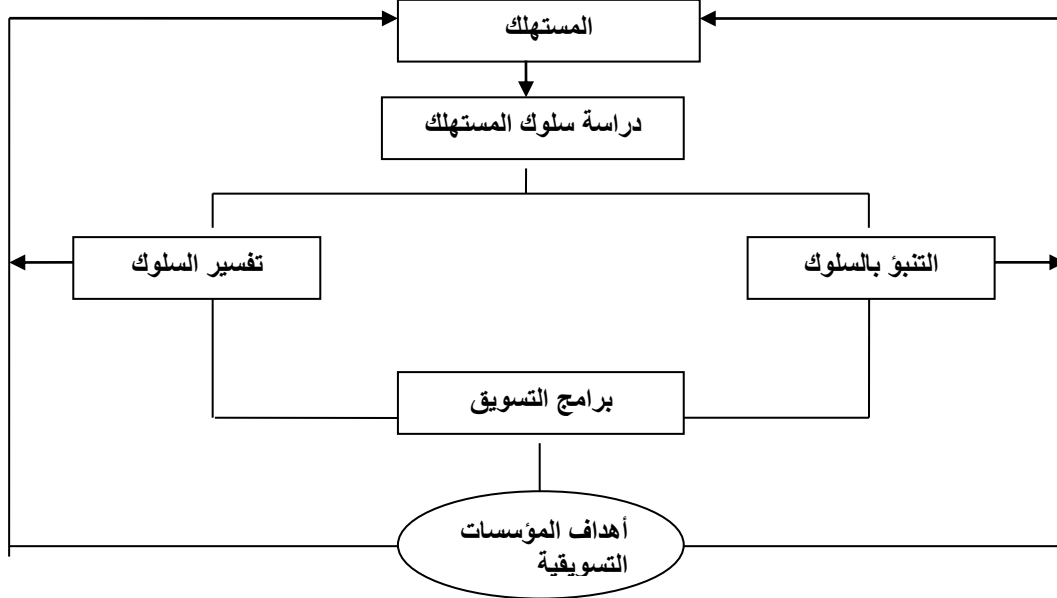 المستهلك
دراسة سلوك المستهلك
التنبؤ بالسلوك
تفسير السلوك
برامج التسويق
أهداف المؤسسات
التسويقية